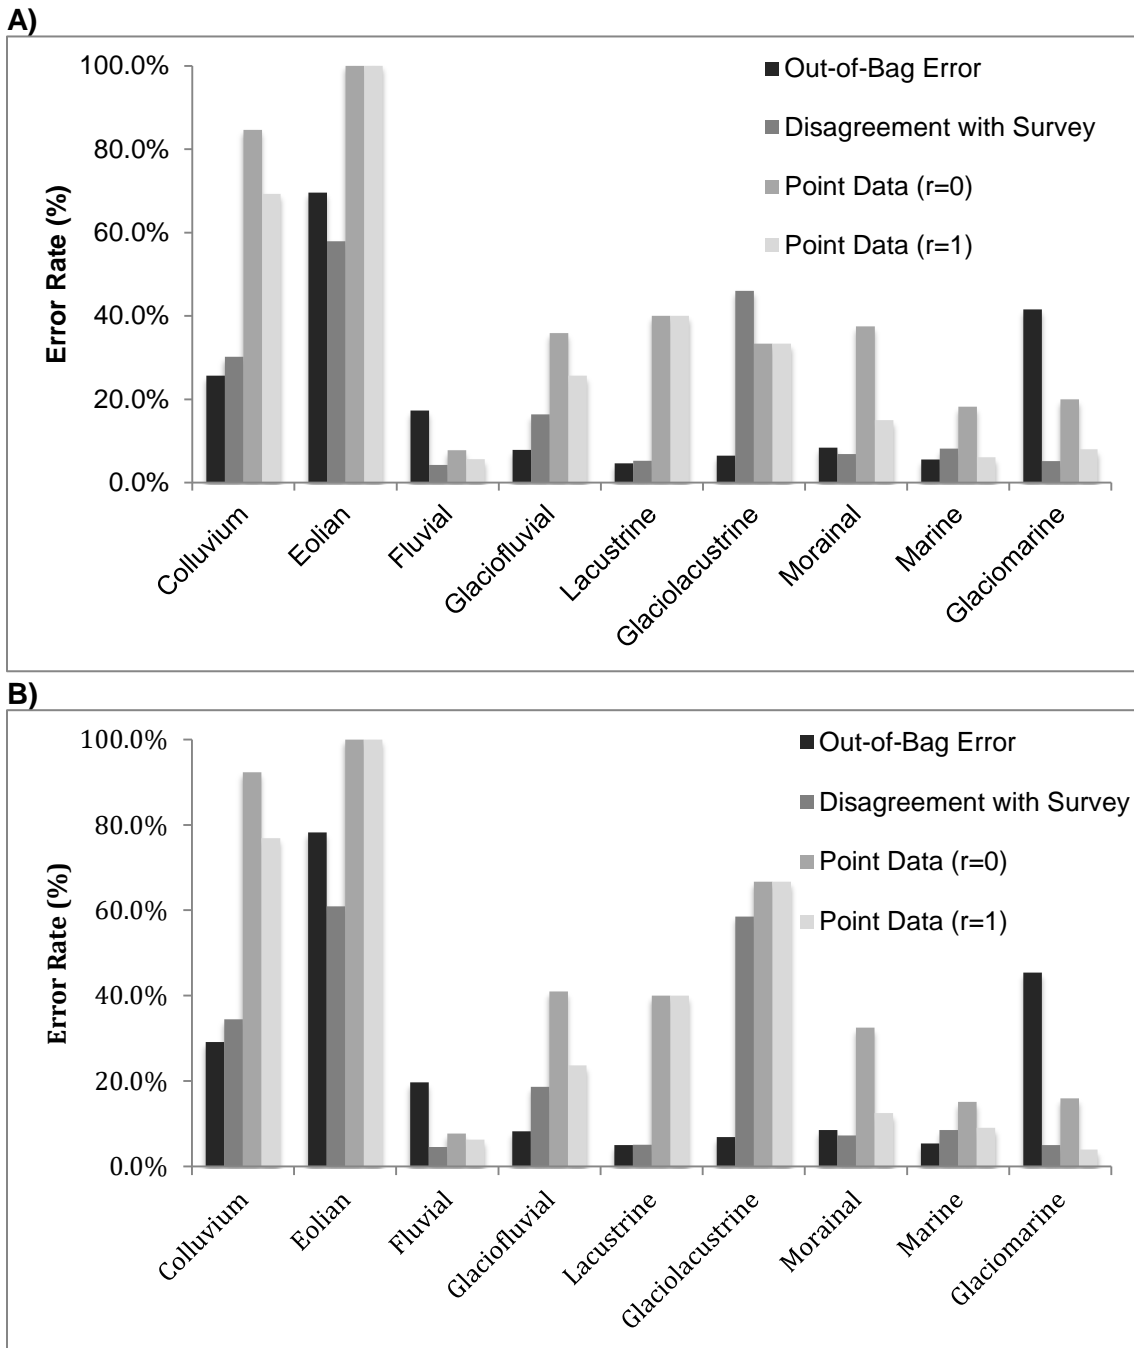 A)
100.0%
80.0%
60.0%
40.0%
20.0%
0.0%
Error Rate (%)
Out-of-Bag Error
Disagreement with Survey
Point Data (r=0)
Point Data (r=1)
Colluvium
Eolian
Fluvial
Glaciofluvial
Lacustrine
Glaciolacustrine
Morainal
Marine
Glaciomarine
B)
100.0%
80.0%
60.0%
40.0%
20.0%
0.0%
Error Rate (%)
Out-of-Bag Error
Disagreement with Survey
Point Data (r=0)
Point Data (r=1)
Colluvium
Eolian
Fluvial
Glaciofluvial
Lacustrine
Glaciolacustrine
Morainal
Marine
Glaciomarine